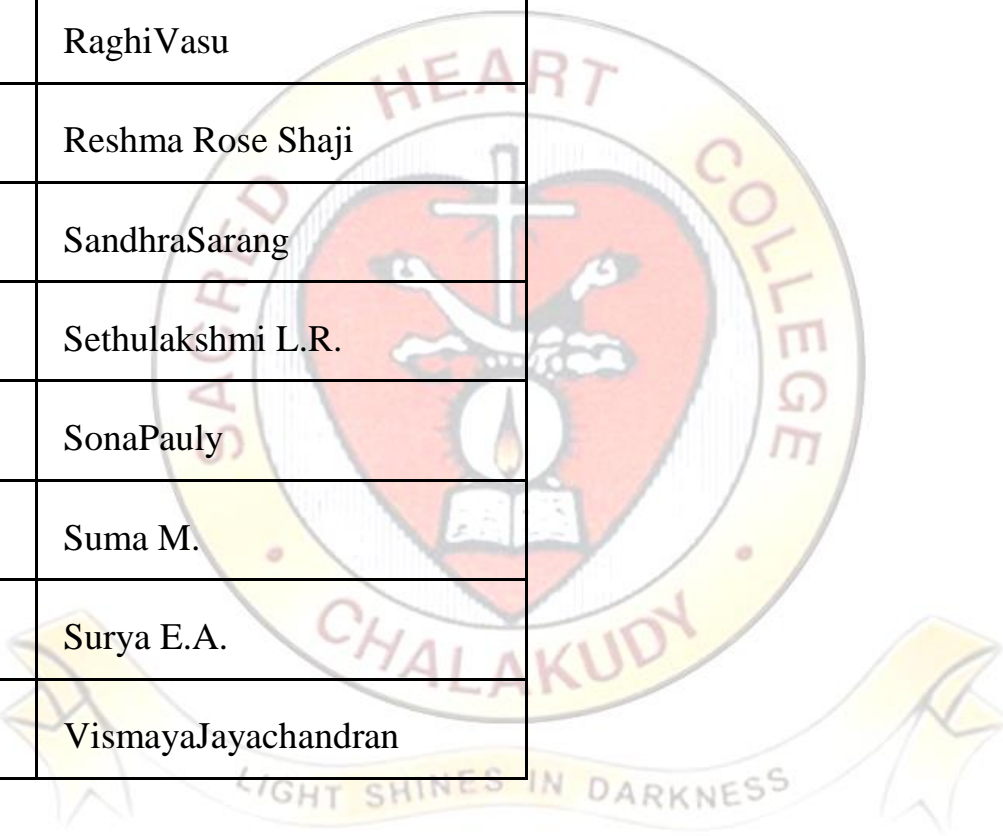 RaghiVasu
Reshma Rose Shaji
SandhraSarang
Sethulakshmi L.R.
SonaPauly
Suma M.
Surya E.A.
VismayaJayachandran
SACRED HEART COLLEGE
CHALAKUDY
LIGHT SHINES IN DARKNESS